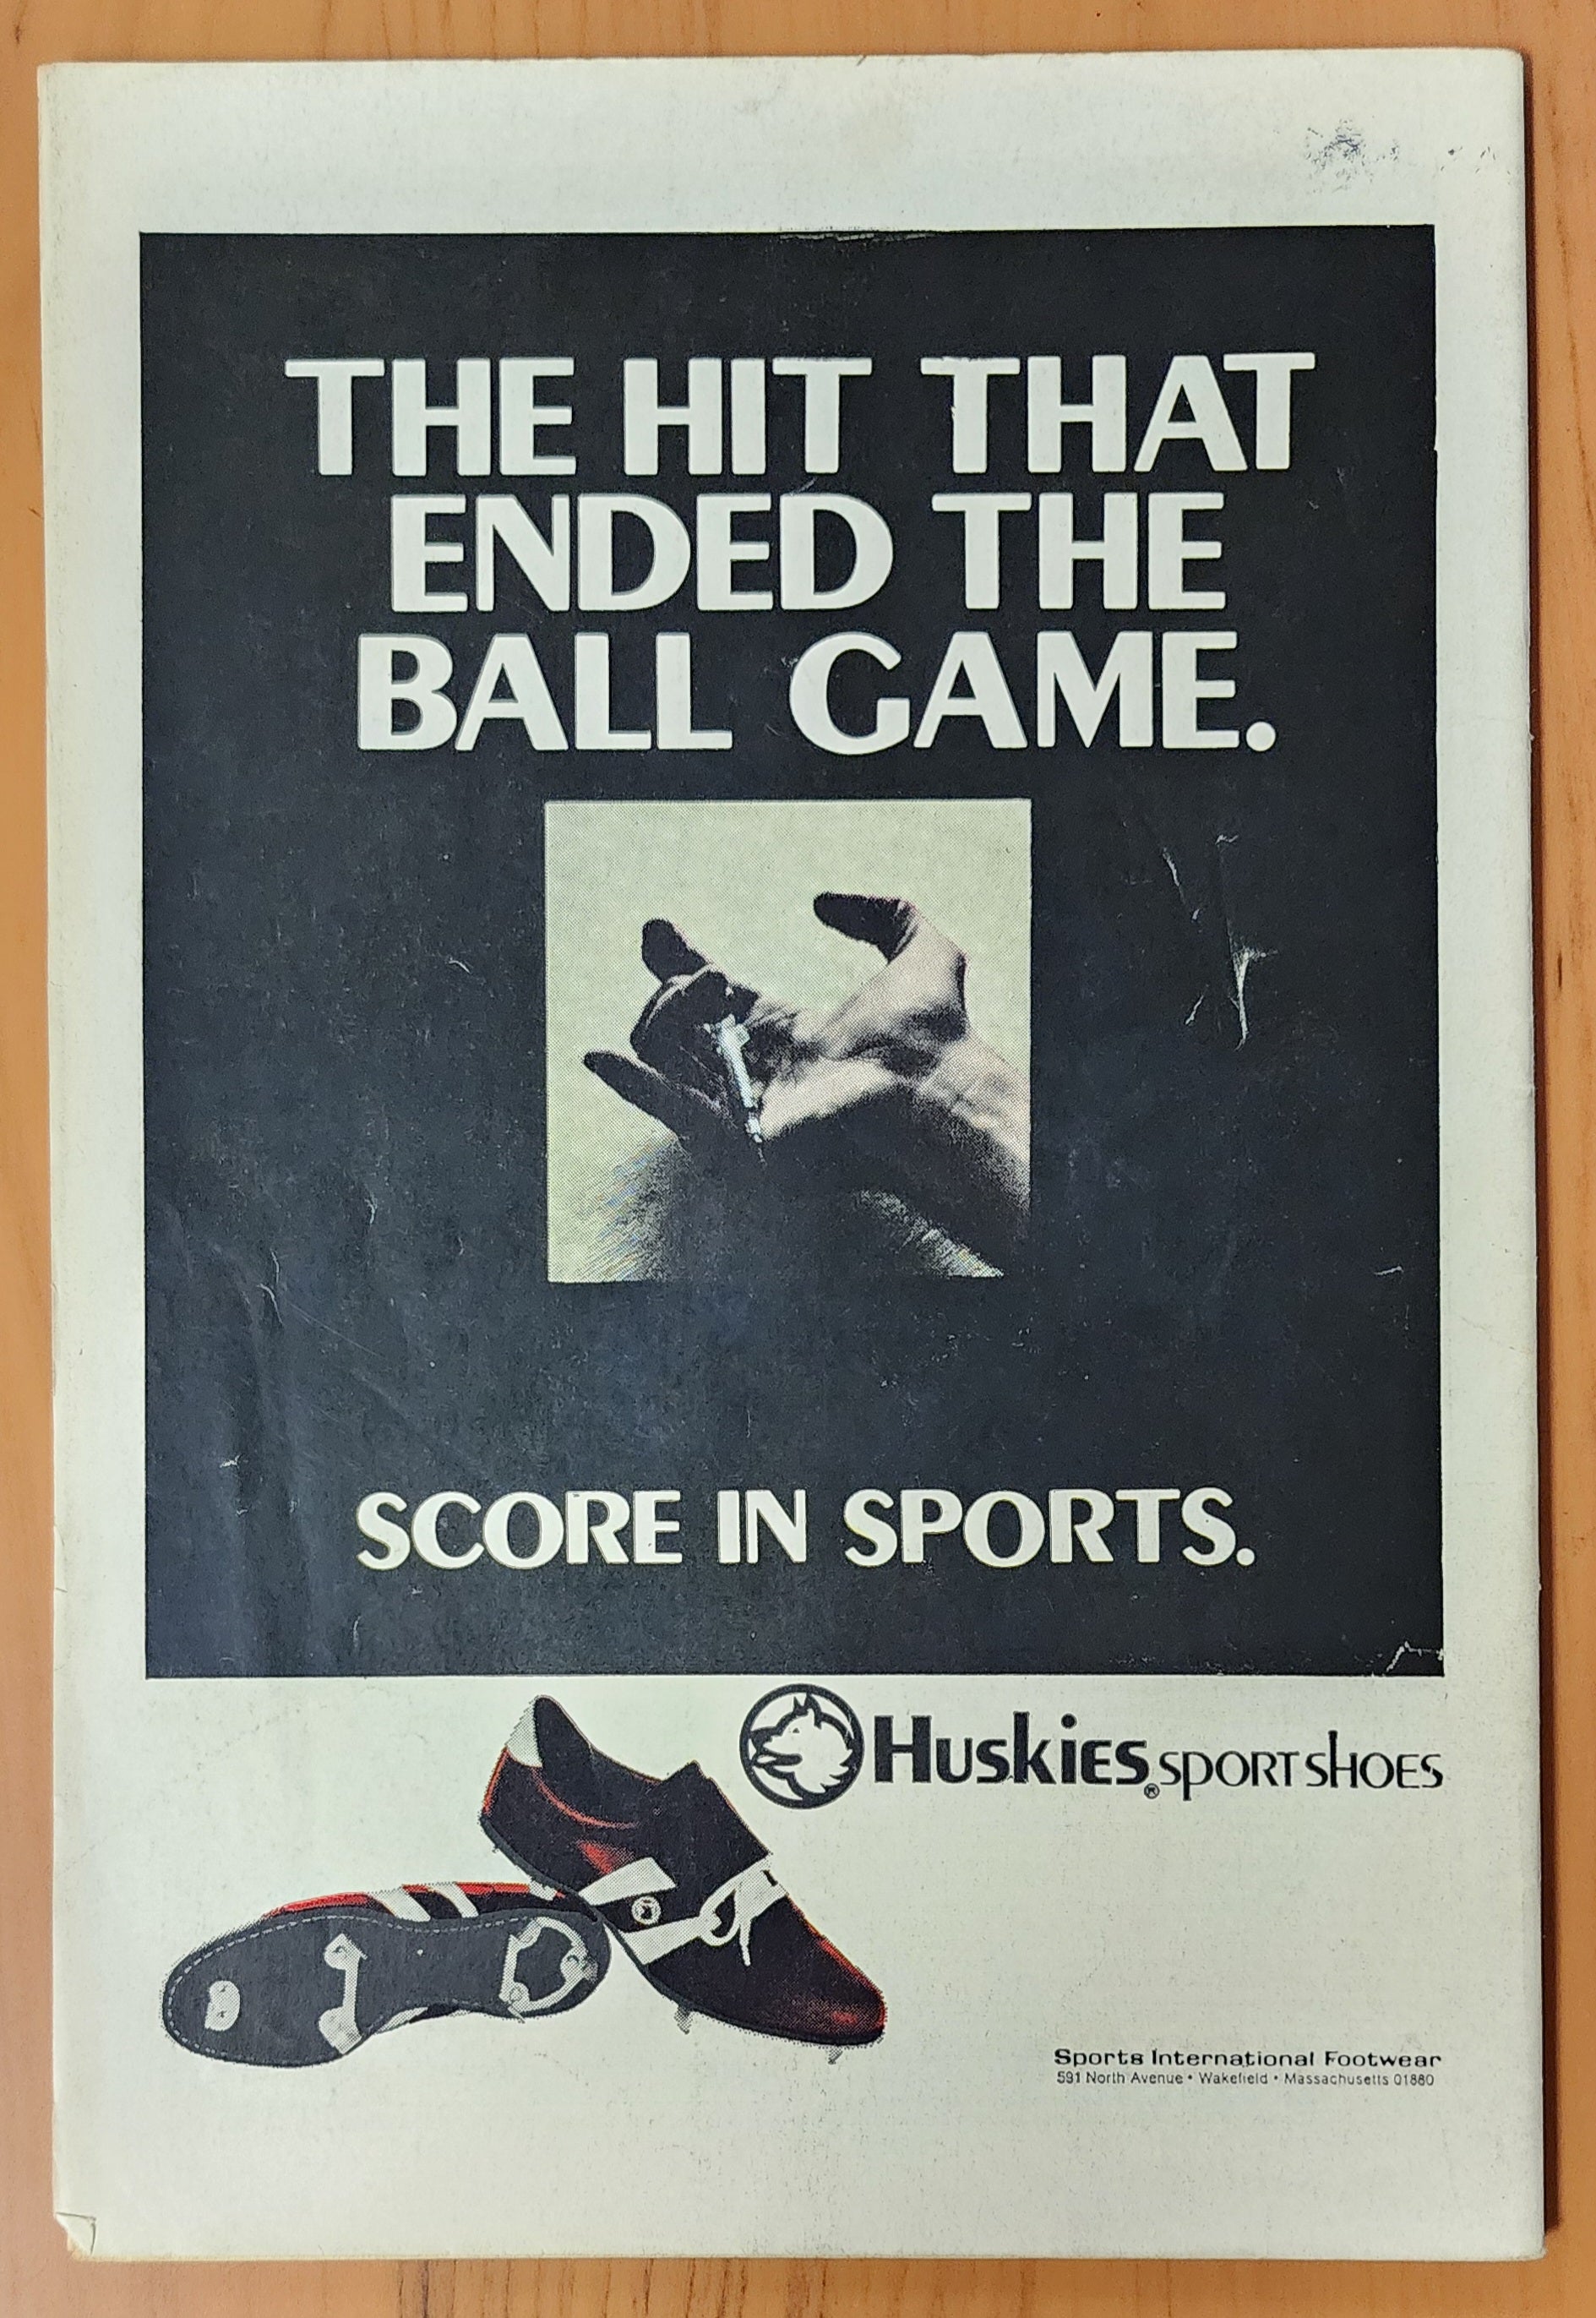 THE HIT THAT
ENDED THE
BALL GAME.
SCORE IN SPORTS.
Huskies® SPORT SHOES
Sports International Footwear
591 North Avenue • Wakefield • Massachusetts 01880